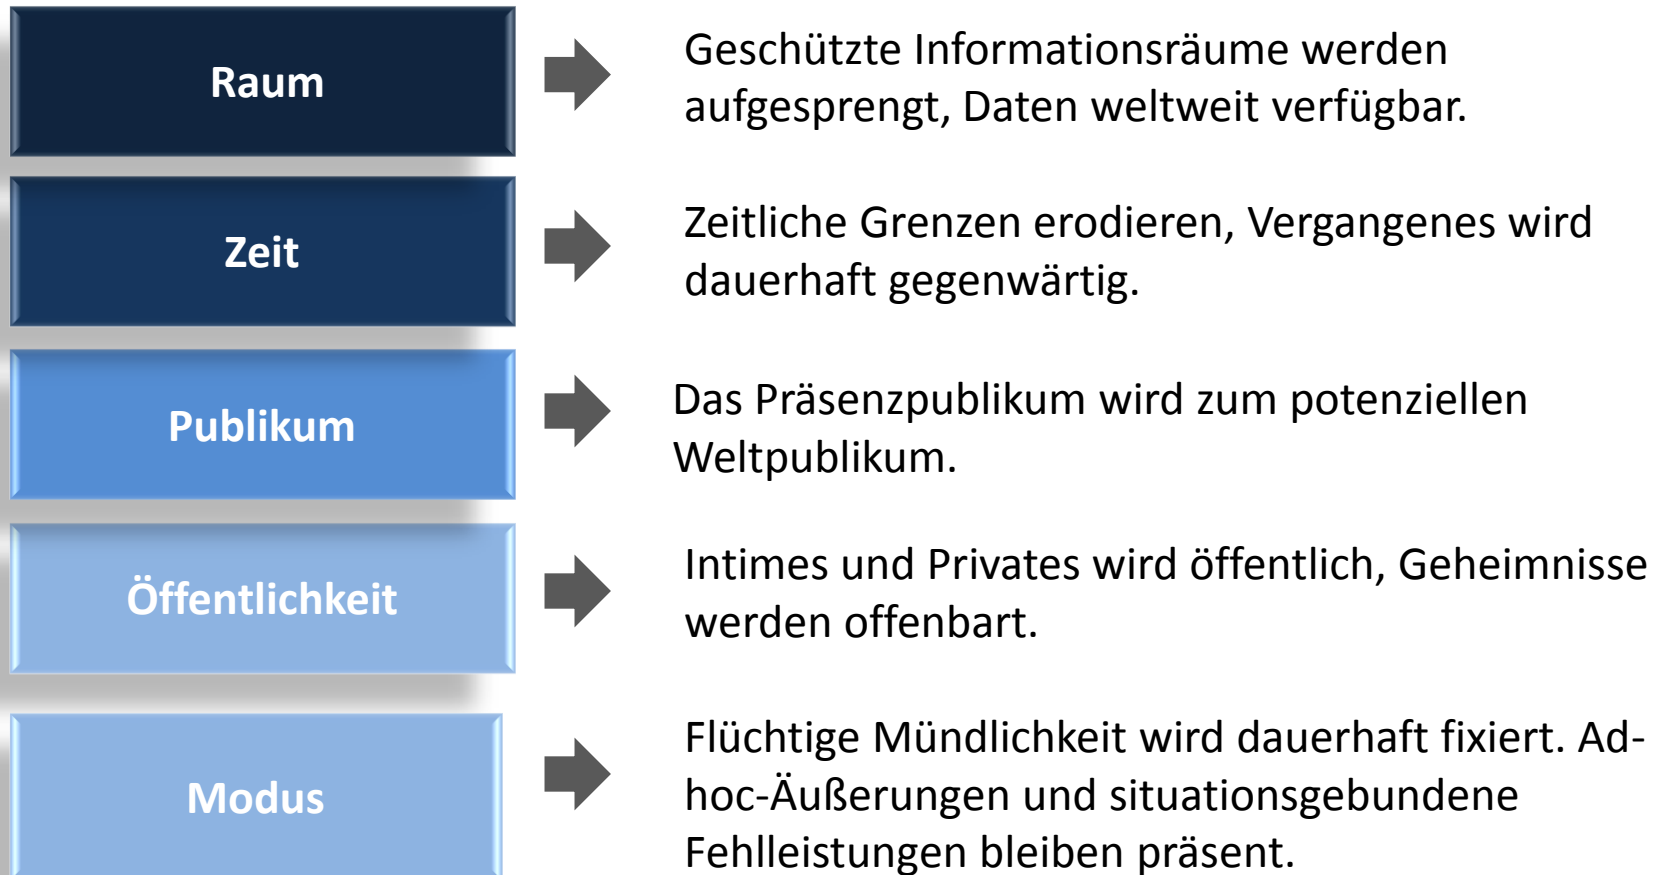 Raum
Geschützte Informationsräume werden
aufgesprengt, Daten weltweit verfügbar.
Zeit
Zeitliche Grenzen erodieren, Vergangenes wird
dauerhaft gegenwärtig.
Publikum
Das Präsenzpublikum wird zum potenziellen
Weltpublikum.
Öffentlichkeit
Intimes und Privates wird öffentlich, Geheimnisse
werden offenbart.
Modus
Flüchtige Mündlichkeit wird dauerhaft fixiert. Ad-
hoc-Äußerungen und situationsgebundene
Fehlleistungen bleiben präsent.